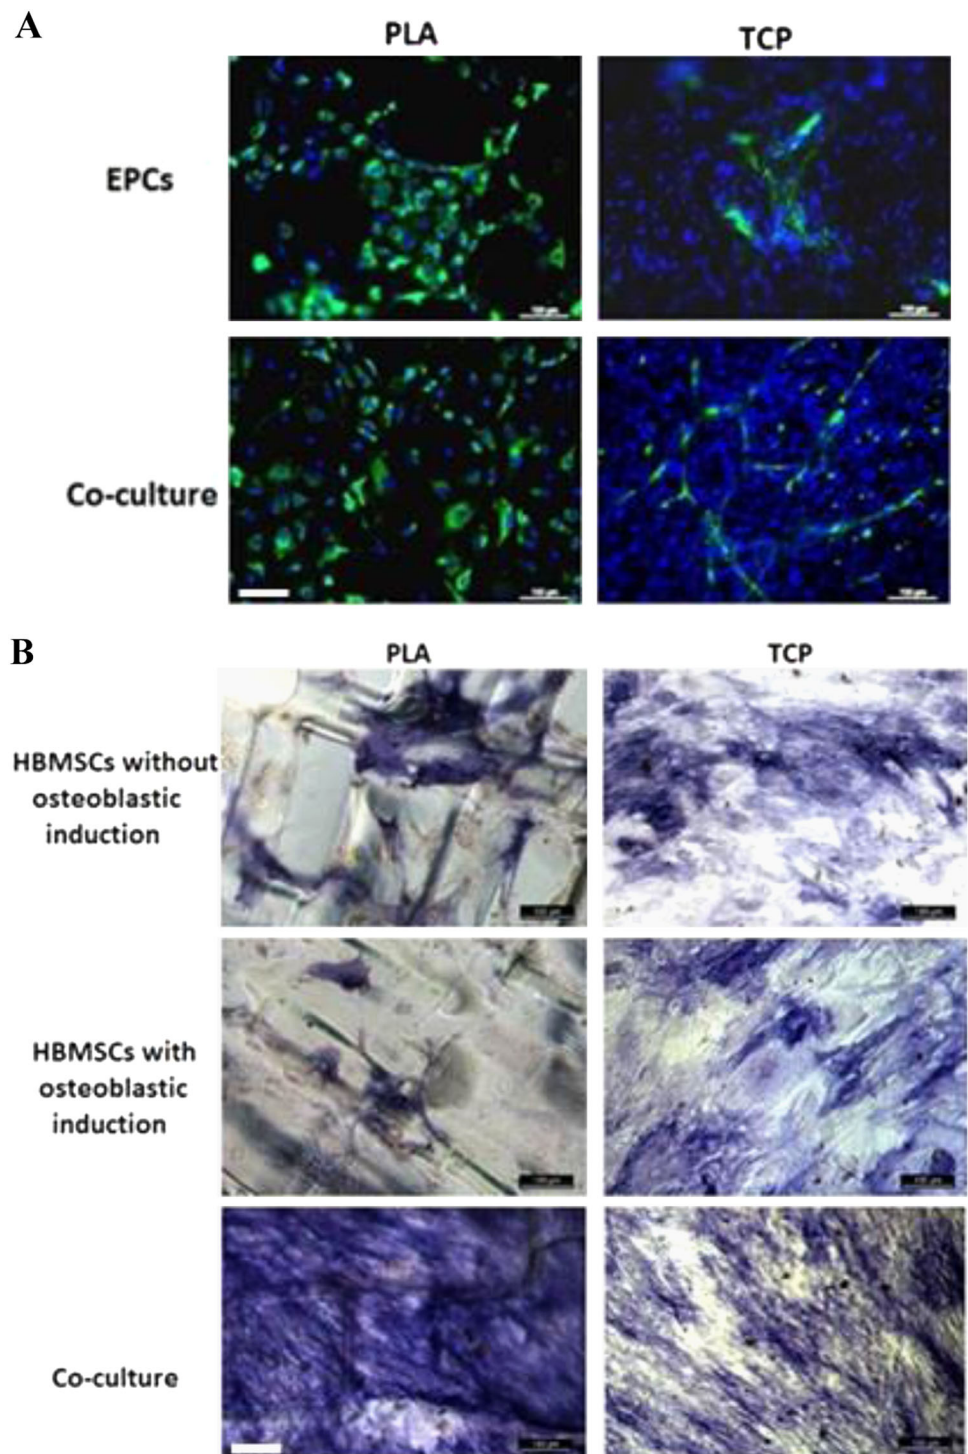 A
PLA
TCP
EPCs
Co-culture
B
PLA
TCP
HBMSCs without
osteoblastic
induction
HBMSCs with
osteoblastic
induction
Co-culture